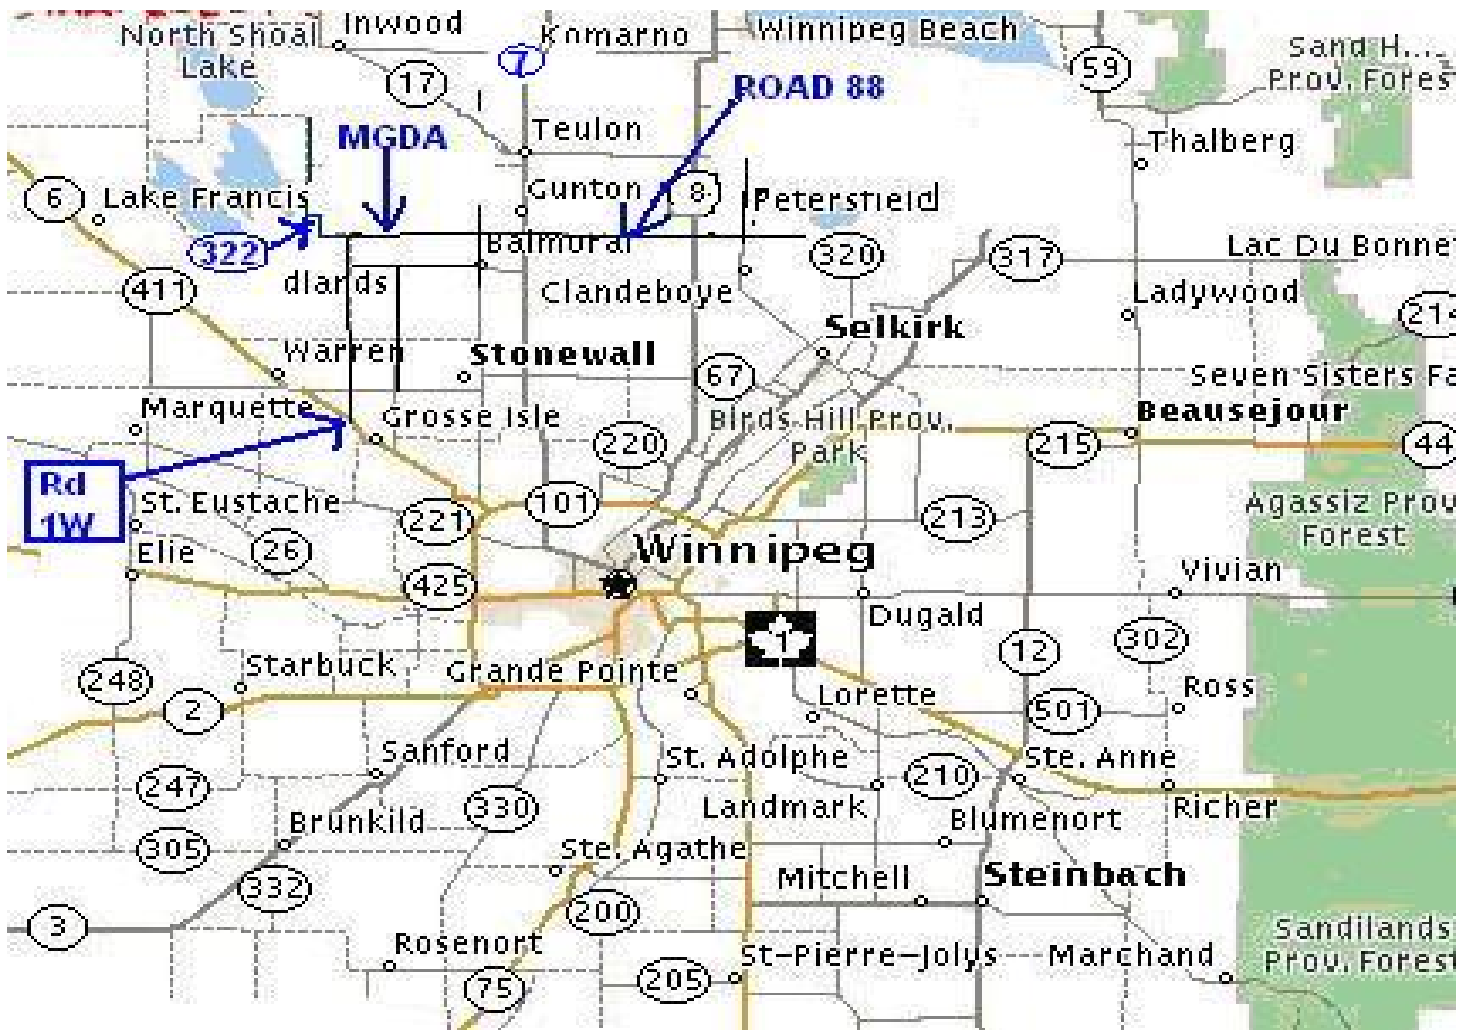 Inwood
Komarno
Winnipeg Beach
North Shoal
Lake
7
17
59
Sand H...
Prov. Fores
ROAD 88
MGDA
Teulon
Thalberg
6
Lake Francis
Gunton
8
Petersfield
322
Balmoral
320
317
Lac Du Bonne
411
dlands
Clandeboye
Ladywood
214
Selkirk
Warren
Stonewall
67
Seven Sisters Fa
Marquette
Grosse Isle
Birds Hill Prov.
Park
Beausejour
220
215
44
Rd
1W
St. Eustache
221
101
213
Agassiz Prov
Forest
Elie
26
Winnipeg
425
Vivian
Dugald
1
12
302
248
Starbuck
Grande Pointe
2
Lorette
501
Ross
Sanford
St. Adolphe
Ste. Anne
247
330
210
Landmark
Blumenort
Richer
Brunkild
305
Ste. Agathe
332
Mitchell
Steinbach
3
200
Rosenort
75
205
St-Pierre-Jolys
Marchand
Sandilands
Prov. Forest